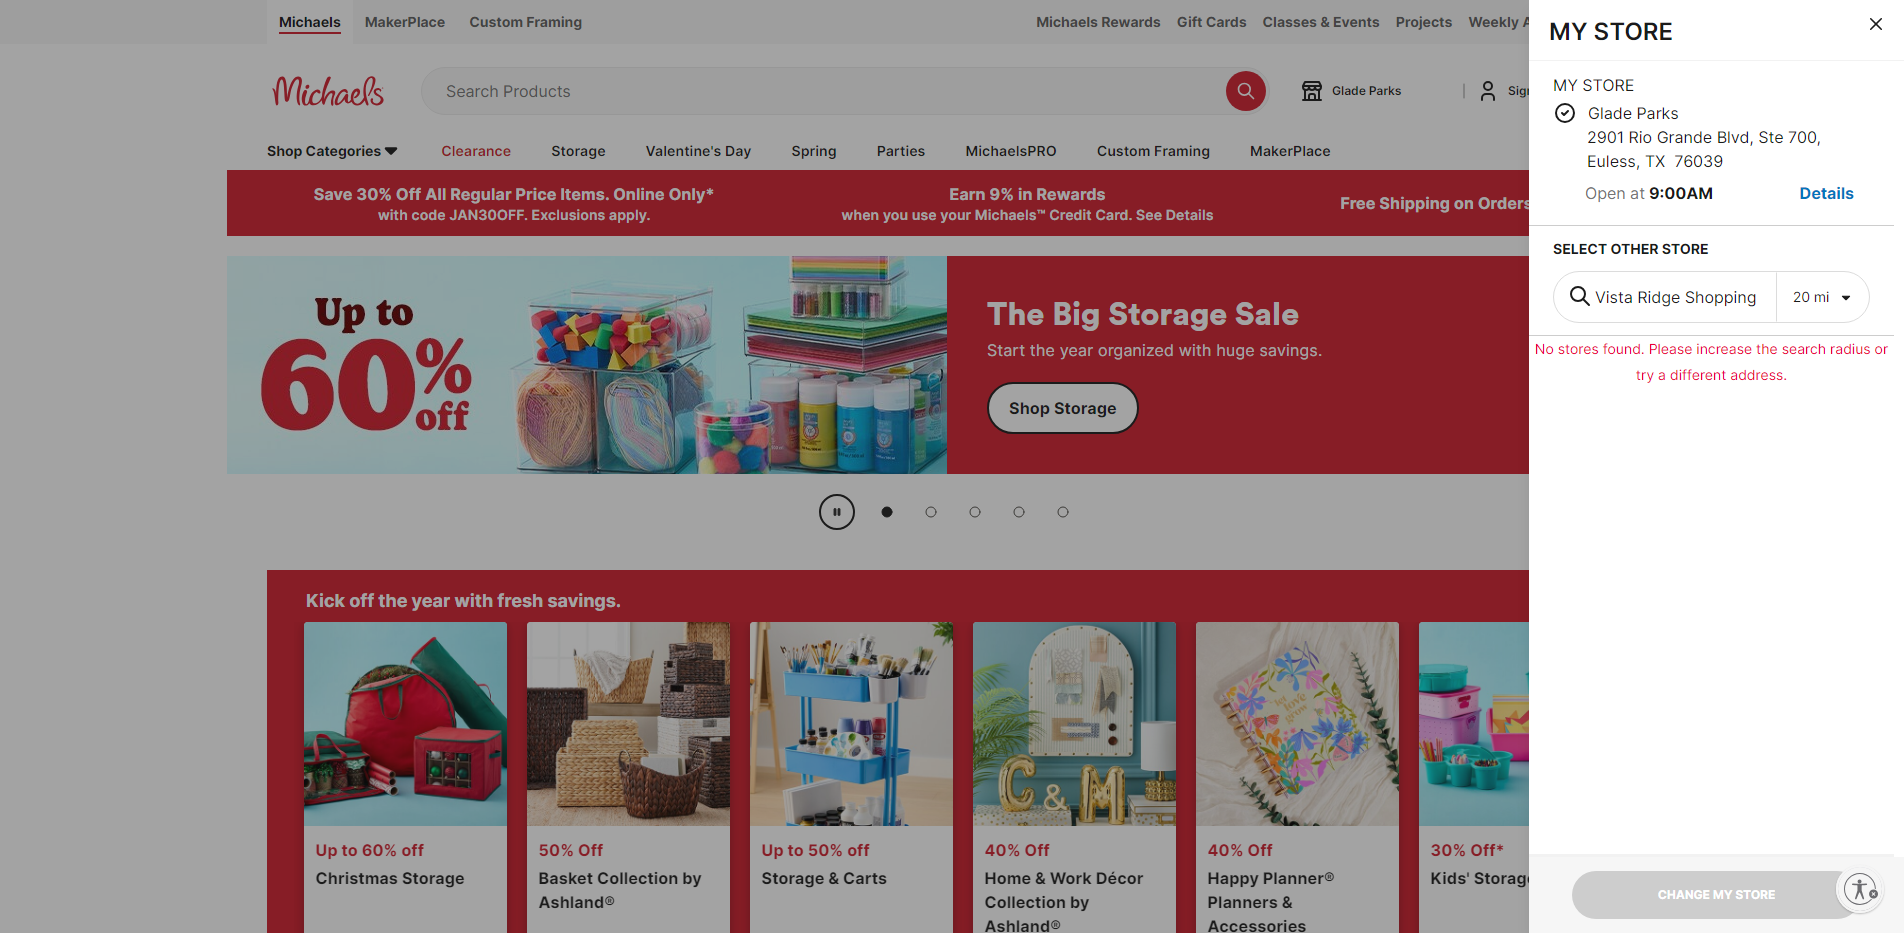 Michaels
MakerPlace
Custom Framing
Michaels Rewards
Gift Cards
Classes & Events
Projects
Weekly A
Michaels
Search Products
Glade Parks
Sign
Shop Categories
Clearance
Storage
Valentine's Day
Spring
Parties
MichaelsPRO
Custom Framing
MakerPlace
Save 30% Off All Regular Price Items. Online Only*
with code JAN30OFF. Exclusions apply.
Earn 9% in Rewards
when you use your Michaels™ Credit Card. See Details
Free Shipping on Orders
Up to
60%
off
The Big Storage Sale
Start the year organized with huge savings.
Shop Storage
Kick off the year with fresh savings.
C & M
Up to 60% off
Christmas Storage
50% Off
Basket Collection by
Ashland®
Up to 50% off
Storage & Carts
40% Off
Home & Work Décor
Collection by
Ashland®
40% Off
Happy Planner®
Planners &
Accessories
30% Off*
Kids' Storag
MY STORE
MY STORE
Glade Parks
2901 Rio Grande Blvd, Ste 700,
Euless, TX 76039
Open at 9:00AM
Details
SELECT OTHER STORE
Vista Ridge Shopping
20 mi
No stores found. Please increase the search radius or
try a different address.
CHANGE MY STORE